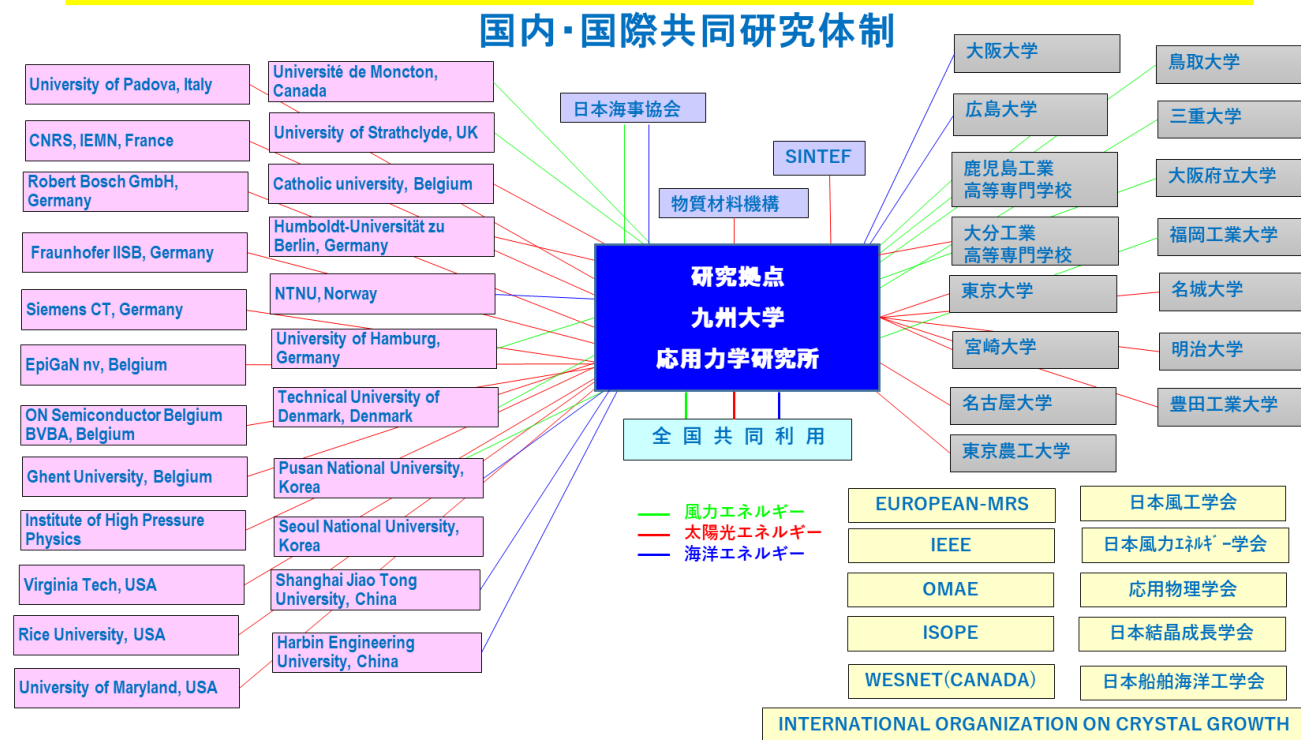 国内・国際共同研究体制
University of Padova, Italy
CNRS, IEMN, France
Robert Bosch GmbH,
Germany
Fraunhofer IISB, Germany
Siemens CT, Germany
EpiGaN nv, Belgium
ON Semiconductor Belgium
BVBA, Belgium
Ghent University, Belgium
Institute of High Pressure
Physics
Virginia Tech, USA
Rice University, USA
University of Maryland, USA
Université de Moncton,
Canada
University of Strathclyde, UK
Catholic university, Belgium
Humboldt-Universität zu
Berlin, Germany
NTNU, Norway
University of Hamburg,
Germany
Technical University of
Denmark, Denmark
Pusan National University,
Korea
Seoul National University,
Korea
Shanghai Jiao Tong
University, China
Harbin Engineering
University, China
日本海事協会
SINTEF
物質材料機構
研究拠点
九州大学
応用力学研究所
全国共同利用
風力エネルギー
太陽光エネルギー
海洋エネルギー
大阪大学
広島大学
鹿児島工業
高等専門学校
大分工業
高等専門学校
東京大学
宮崎大学
名古屋大学
東京農工大学
鳥取大学
三重大学
大阪府立大学
福岡工業大学
名城大学
明治大学
豊田工業大学
EUROPEAN-MRS
IEEE
OMAE
ISOPE
WESNET(CANADA)
日本風工学会
日本風力ｴﾈﾙｷﾞｰ学会
応用物理学会
日本結晶成長学会
日本船舶海洋工学会
INTERNATIONAL ORGANIZATION ON CRYSTAL GROWTH